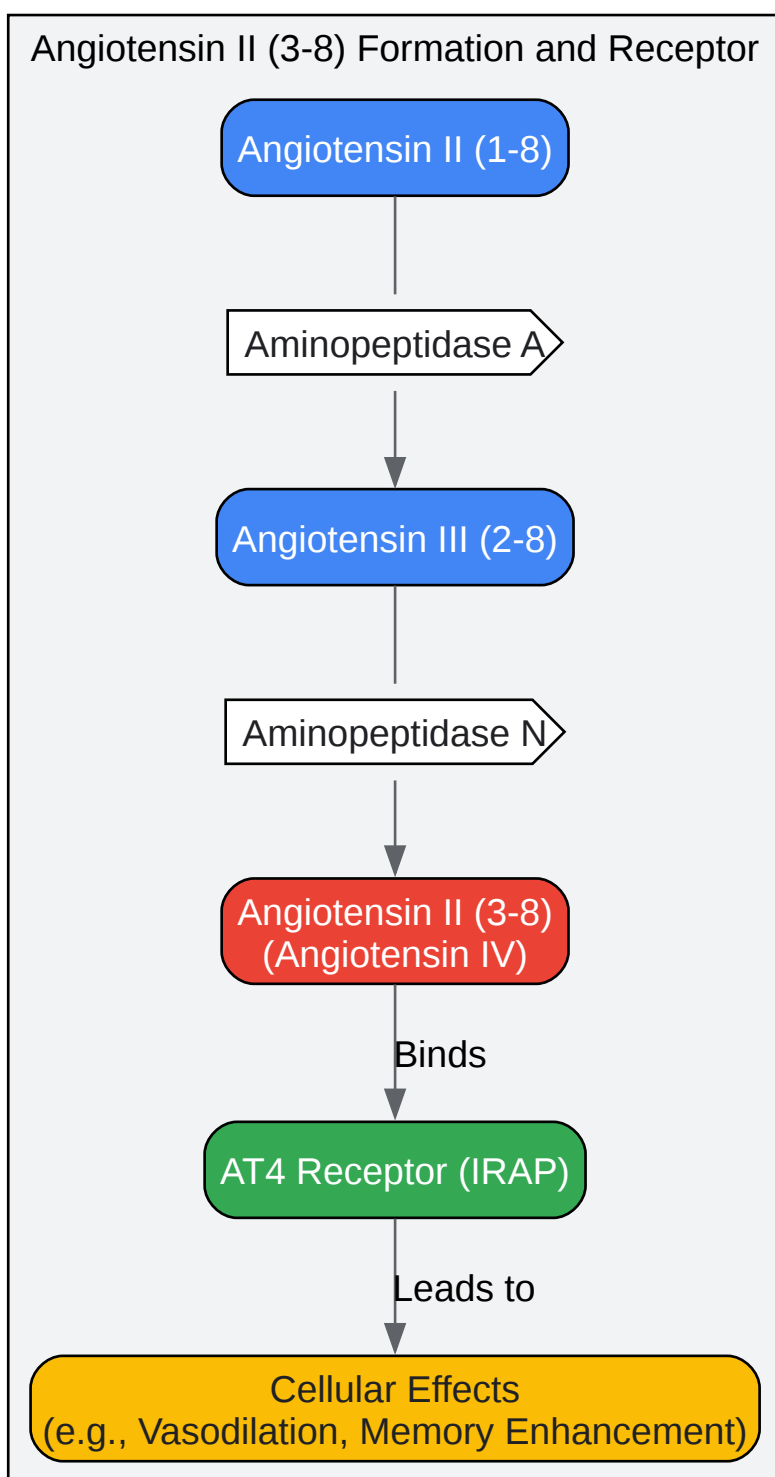 Angiotensin II (3-8) Formation and Receptor
Angiotensin II (1-8)
Aminopeptidase A
Angiotensin III (2-8)
Aminopeptidase N
Angiotensin II (3-8)
(Angiotensin IV)
Binds
AT4 Receptor (IRAP)
Leads to
Cellular Effects
(e.g., Vasodilation, Memory Enhancement)